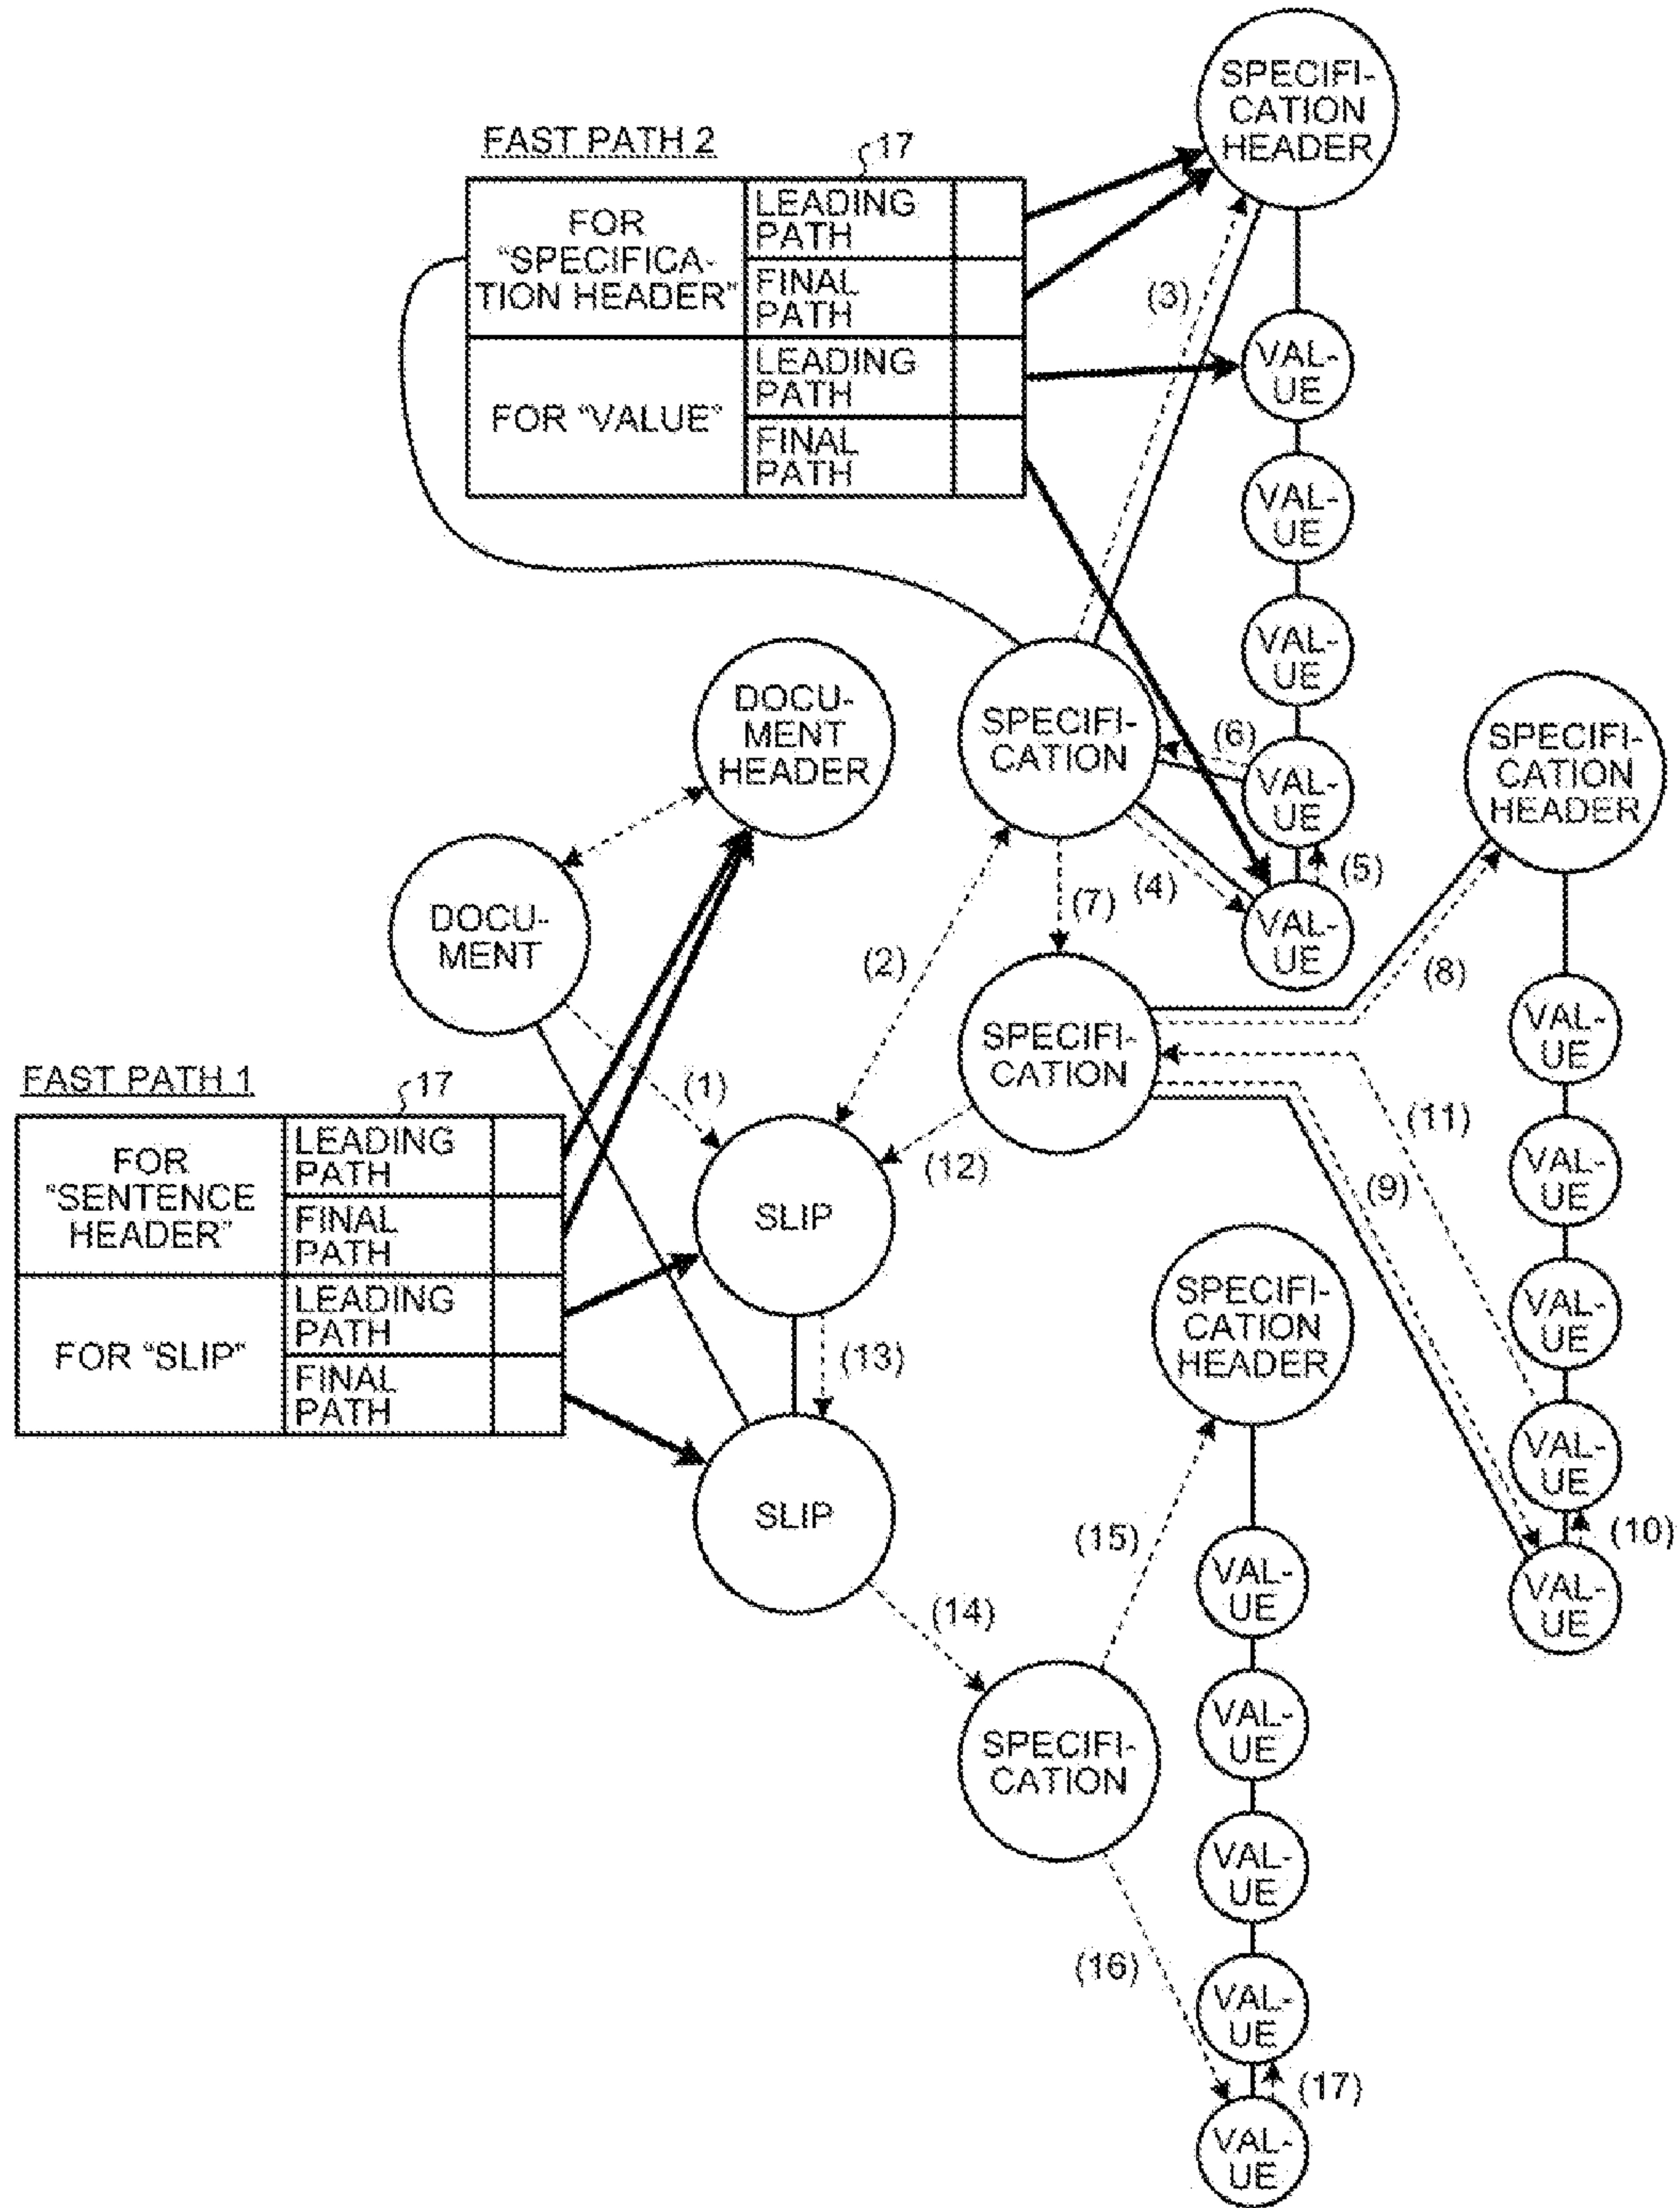 SPECIFI-
CATION
HEADER
FAST PATH 2
17
FOR
"SPECIFICA-
TION HEADER"
LEADING
PATH
FINAL
PATH
FOR "VALUE"
LEADING
PATH
FINAL
PATH
(3)
VAL-
UE
VAL-
UE
VAL-
UE
VAL-
UE
VAL-
UE
DOCU-
MENT
HEADER
SPECIFI-
CATION
(6)
(5)
(4)
(7)
(2)
SPECIFI-
CATION
HEADER
DOCU-
MENT
SPECIFI-
CATION
(8)
VAL-
UE
VAL-
UE
VAL-
UE
VAL-
UE
VAL-
UE
(11)
(9)
(10)
FAST PATH 1
17
FOR
"SENTENCE
HEADER"
LEADING
PATH
FINAL
PATH
FOR "SLIP"
LEADING
PATH
FINAL
PATH
(1)
(12)
SLIP
(13)
SLIP
(14)
SPECIFI-
CATION
HEADER
(15)
SPECIFI-
CATION
(16)
VAL-
UE
VAL-
UE
VAL-
UE
VAL-
UE
(17)
VAL-
UE